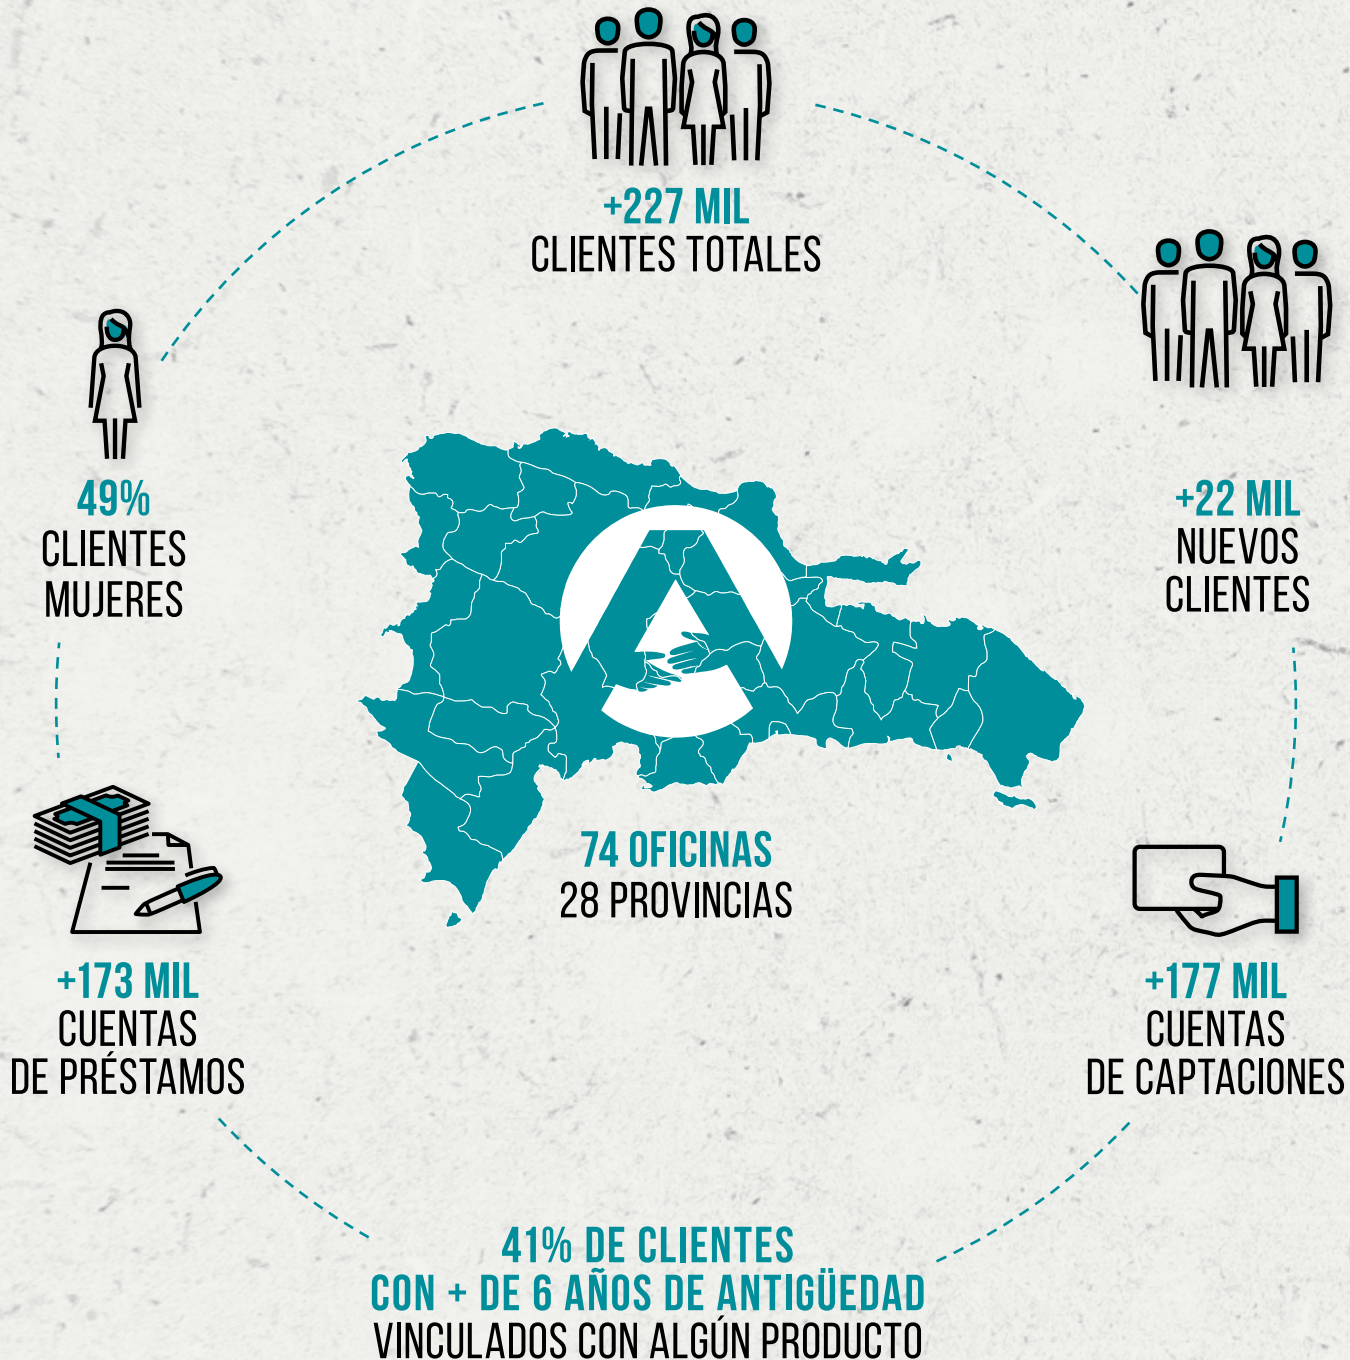 +227 MIL
CLIENTES TOTALES
49%
CLIENTES
MUJERES
+22 MIL
NUEVOS
CLIENTES
74 OFICINAS
28 PROVINCIAS
+173 MIL
CUENTAS
DE PRÉSTAMOS
+177 MIL
CUENTAS
DE CAPTACIONES
41% DE CLIENTES
CON + DE 6 AÑOS DE ANTIGÜEDAD
VINCULADOS CON ALGÚN PRODUCTO